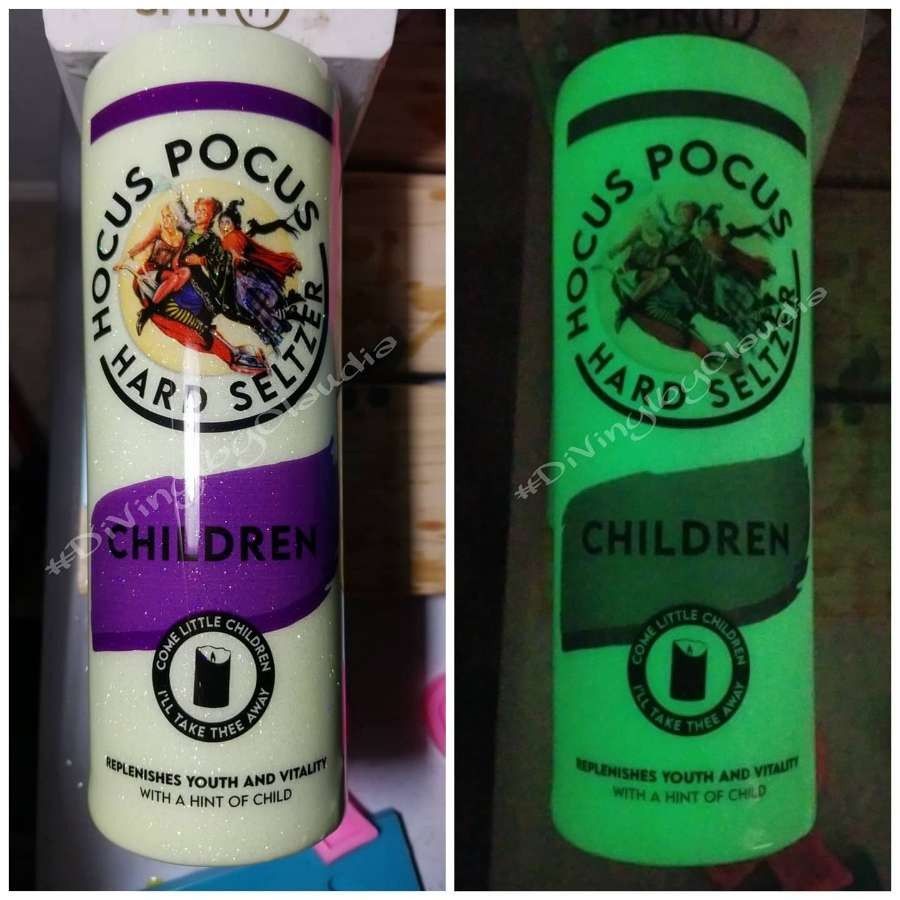 SPIN IT
HOCUS POCUS
HARD SELTZER
CHILDREN
COME LITTLE CHILDREN
I'LL TAKE THEE AWAY
REPLENISHES YOUTH AND VITALITY
WITH A HINT OF CHILD
#DiVinylbyClaudia
HOCUS POCUS
HARD SELTZER
CHILDREN
COME LITTLE CHILDREN
I'LL TAKE THEE AWAY
REPLENISHES YOUTH AND VITALITY
WITH A HINT OF CHILD
#DiVinylbyClaudia